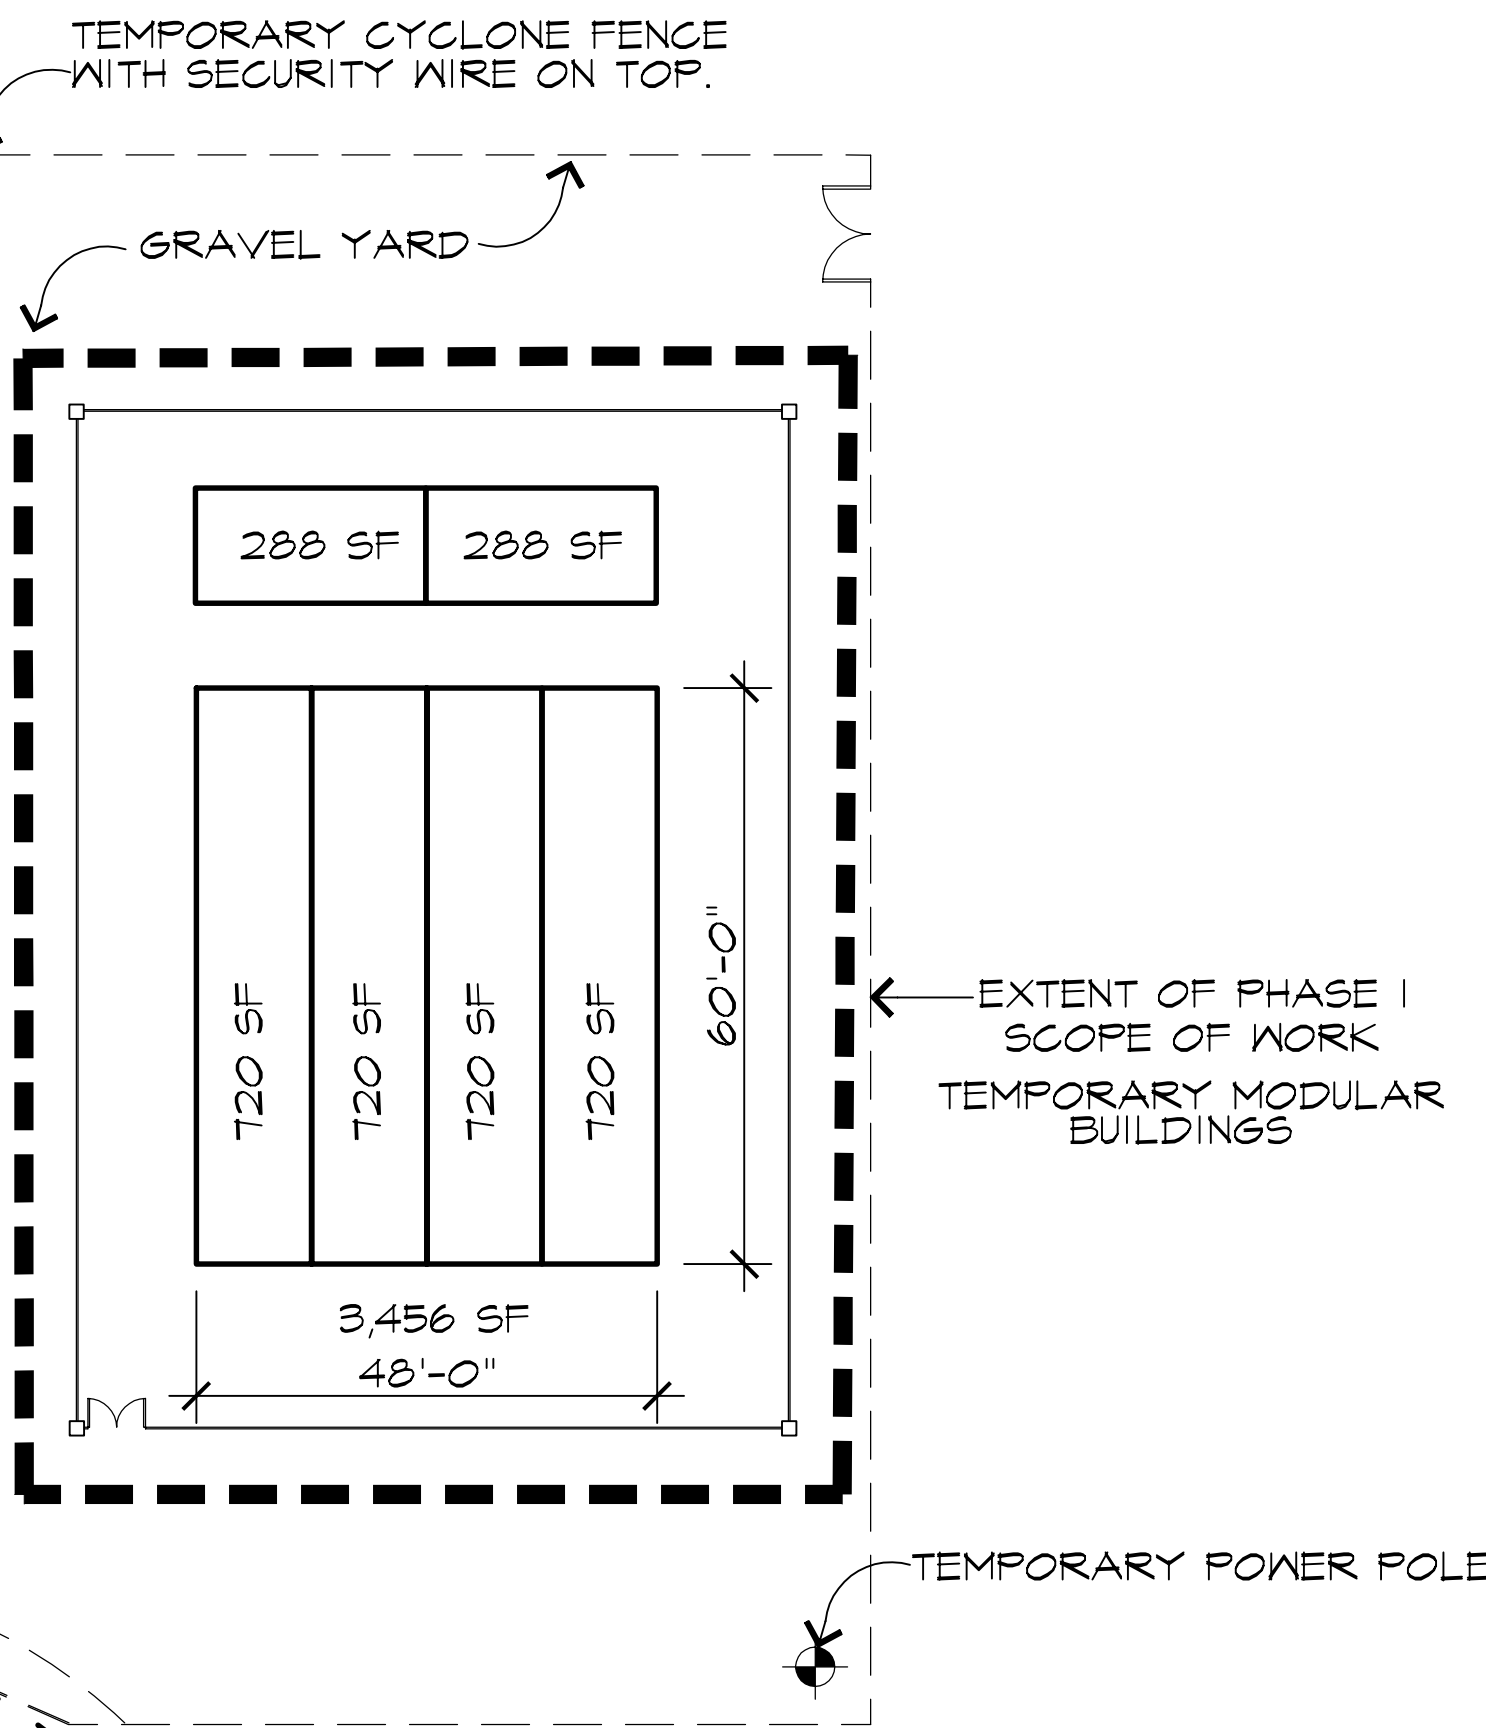 TEMPORARY CYCLONE FENCE
WITH SECURITY WIRE ON TOP.
GRAVEL YARD
288 SF
288 SF
720 SF
720 SF
720 SF
720 SF
60'-0"
3,456 SF
48'-0"
EXTENT OF PHASE 1
SCOPE OF WORK
TEMPORARY MODULAR
BUILDINGS
TEMPORARY POWER POLE